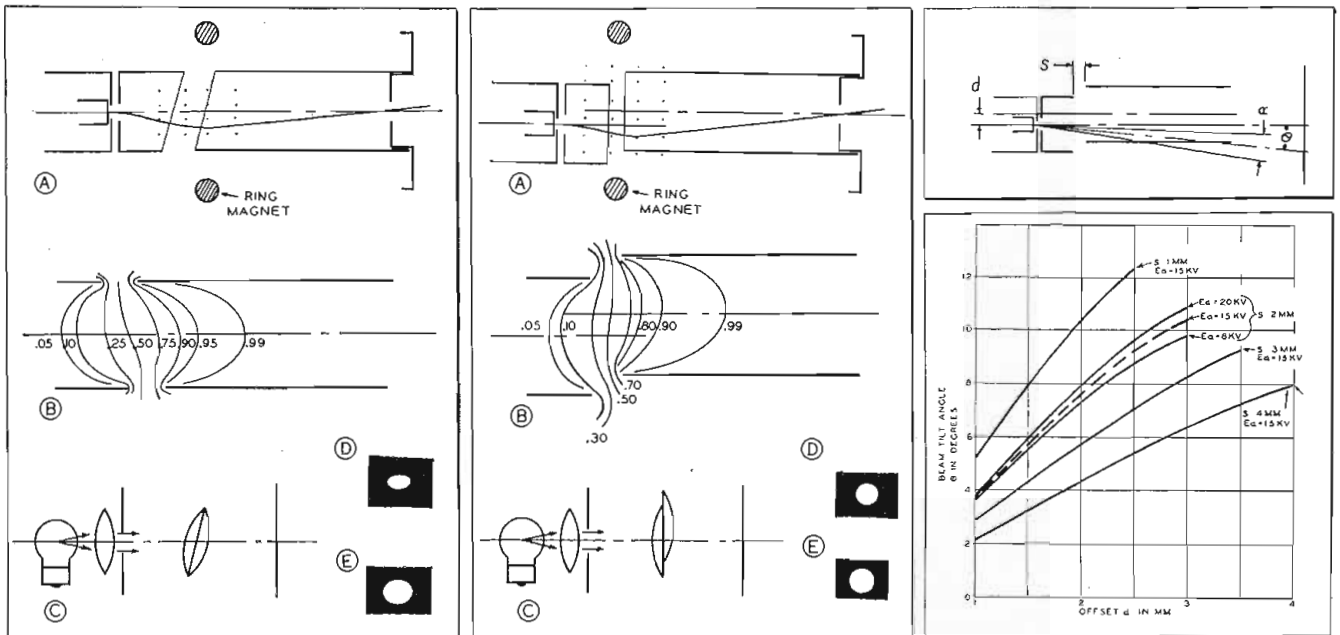 A
RING
MAGNET
.05
.10
.25
.50
.75
.90
.95
.99
B
D
E
C
A
RING
MAGNET
.05
.10
.80
.90
.99
.70
.50
.30
B
D
E
C
S
d
α
θ
S 1MM
Ea=15KV
Ea=20KV
Ea=15KV
S 2MM
Ea=8KV
S 3MM
Ea=15KV
S 4MM
Ea=15KV
BEAM TILT ANGLE
θ IN DEGREES
12
10
8
6
4
2
0
1
2
3
4
OFFSET d IN MM